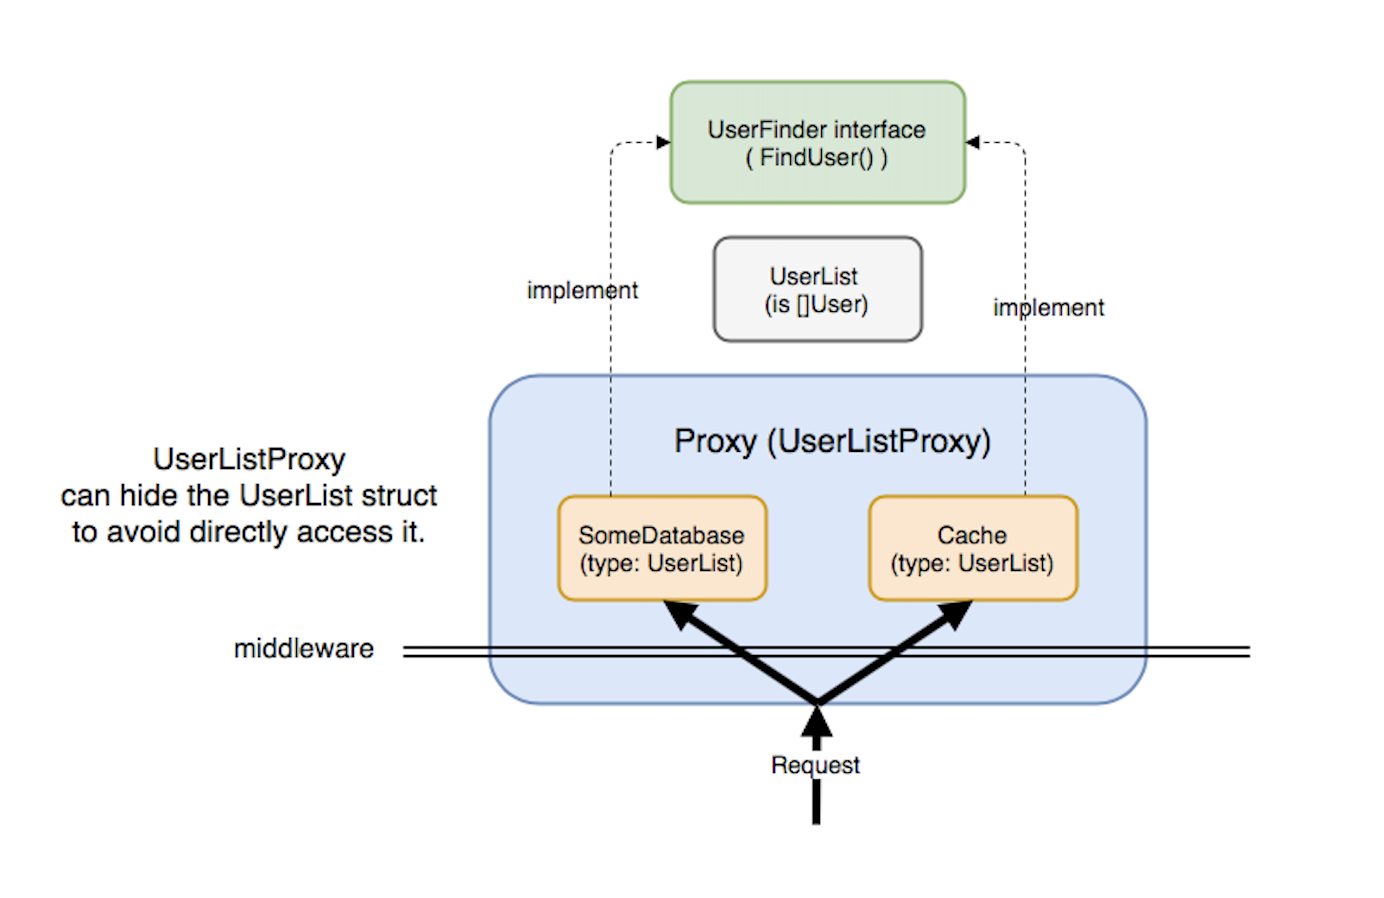 UserFinder interface
( FindUser() )
UserList
(is []User)
implement
implement
Proxy (UserListProxy)
UserListProxy
can hide the UserList struct
to avoid directly access it.
SomeDatabase
(type: UserList)
Cache
(type: UserList)
middleware
Request